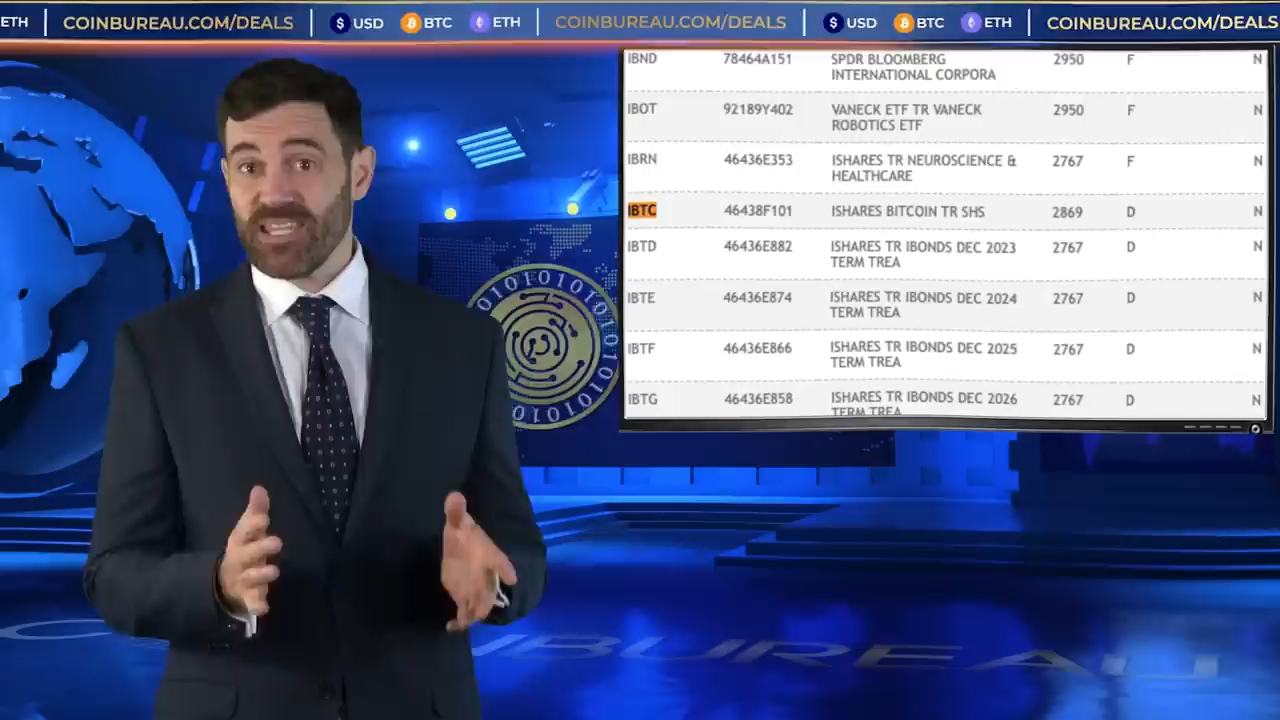 ETH | COINBUREAU.COM/DEALS | $ USD BTC ETH | COINBUREAU.COM/DEALS | $ USD BTC ETH | COINBUREAU.COM/DEALS
IBND 78464A151 SPDR BLOOMBERG INTERNATIONAL CORPORA 2950 F N
IBOT 92189Y402 VANECK ETF TR VANECK ROBOTICS ETF 2950 F N
IBRN 46436E353 ISHARES TR NEUROSCIENCE & HEALTHCARE 2767 F N
IBTC 46438F101 ISHARES BITCOIN TR SHS 2869 D N
IBTD 46436E882 ISHARES TR IBONDS DEC 2023 TERM TREA 2767 D N
IBTE 46436E874 ISHARES TR IBONDS DEC 2024 TERM TREA 2767 D N
IBTF 46436E866 ISHARES TR IBONDS DEC 2025 TERM TREA 2767 D N
IBTG 46436E858 ISHARES TR IBONDS DEC 2026 TERM TREA 2767 D N